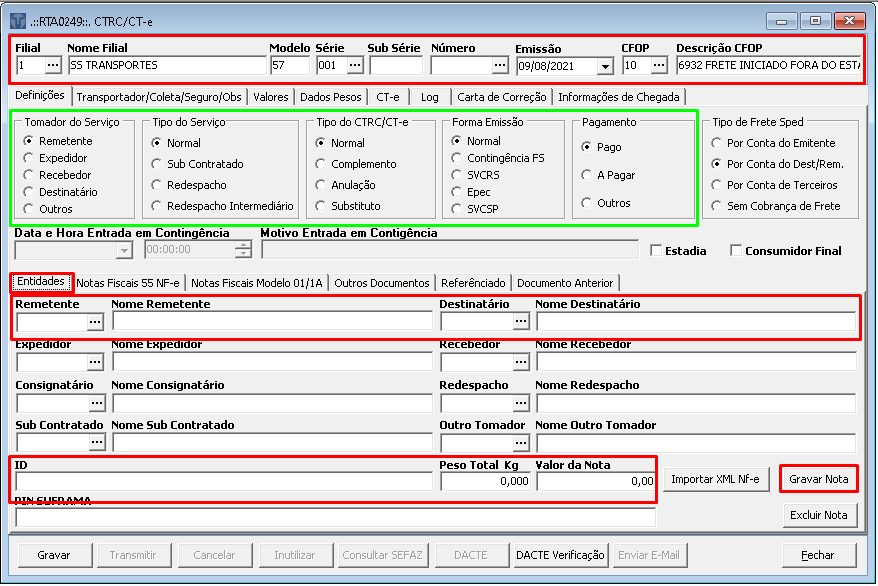 .::RTA0249::. CTRC/CT-e
Filial Nome Filial Modelo Série Sub Série Número Emissão CFOP Descrição CFOP
1 ... SS TRANSPORTES 57 001 ... ... 09/08/2021 10 ... 6932 FRETE INICIADO FORA DO ESTA
Definições Transportador/Coleta/Seguro/Obs Valores Dados Pesos CT-e Log Carta de Correção Informações de Chegada
Tomador do Serviço Tipo do Serviço Tipo do CTRC/CT-e Forma Emissão Pagamento Tipo de Frete Sped
Remetente Normal Normal Normal Pago Por Conta do Emitente
Expedidor Sub Contratado Complemento Contingência FS A Pagar Por Conta do Dest/Rem.
Recebedor Redespacho Anulação SVCRS Outros Por Conta de Terceiros
Destinatário Redespacho Intermediário Substituto Epec Sem Cobrança de Frete
Outros SVCSP
Data e Hora Entrada em Contingência Motivo Entrada em Contigência
00:00:00 Estadia Consumidor Final
Entidades Notas Fiscais 55 NF-e Notas Fiscais Modelo 01/1A Outros Documentos Referênciado Documento Anterior
Remetente Nome Remetente Destinatário Nome Destinatário
... ...
Expedidor Nome Expedidor Recebedor Nome Recebedor
... ...
Consignatário Nome Consignatário Redespacho Nome Redespacho
... ...
Sub Contratado Nome Sub Contratado Outro Tomador Nome Outro Tomador
... ...
ID Peso Total Kg Valor da Nota
0,000 0,00 Importar XML Nf-e Gravar Nota
PIN SUFRAMA
Excluir Nota
Gravar Transmitir Cancelar Inutilizar Consultar SEFAZ DACTE DACTE Verificação Enviar E-Mail Fechar